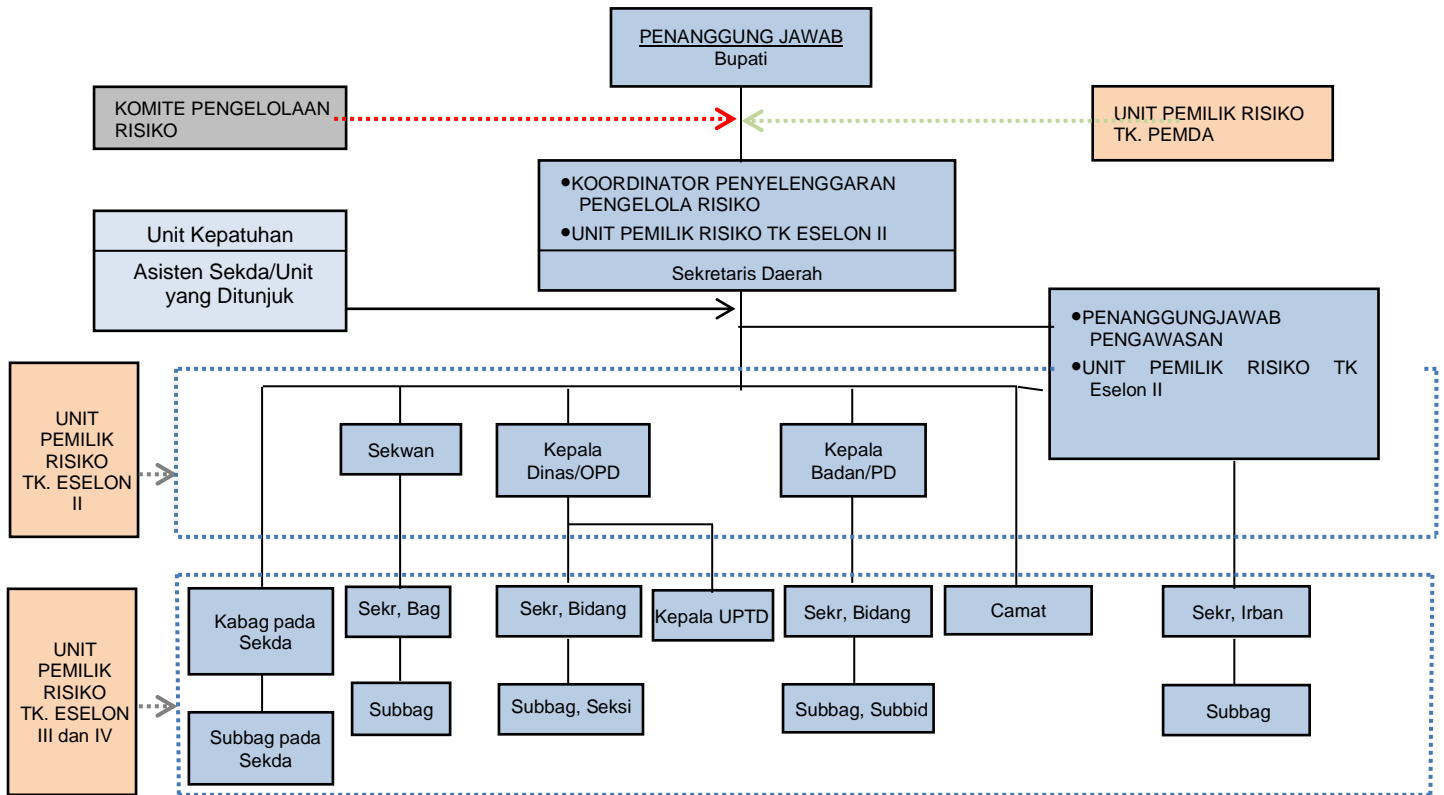 PENANGGUNG JAWAB
Bupati
KOMITE PENGELOLAAN
RISIKO
UNIT PEMILIK RISIKO
TK. PEMDA
•KOORDINATOR PENYELENGGARAN
PENGELOLA RISIKO
•UNIT PEMILIK RISIKO TK ESELON II
Sekretaris Daerah
Unit Kepatuhan
Asisten Sekda/Unit
yang Ditunjuk
•PENANGGUNGJAWAB
PENGAWASAN
•UNIT PEMILIK RISIKO TK
Eselon II
UNIT
PEMILIK
RISIKO
TK. ESELON
II
Sekwan
Kepala
Dinas/OPD
Kepala
Badan/PD
UNIT
PEMILIK
RISIKO
TK. ESELON
III dan IV
Kabag pada
Sekda
Sekr, Bag
Sekr, Bidang
Kepala UPTD
Sekr, Bidang
Camat
Sekr, Irban
Subbag pada
Sekda
Subbag
Subbag, Seksi
Subbag, Subbid
Subbag